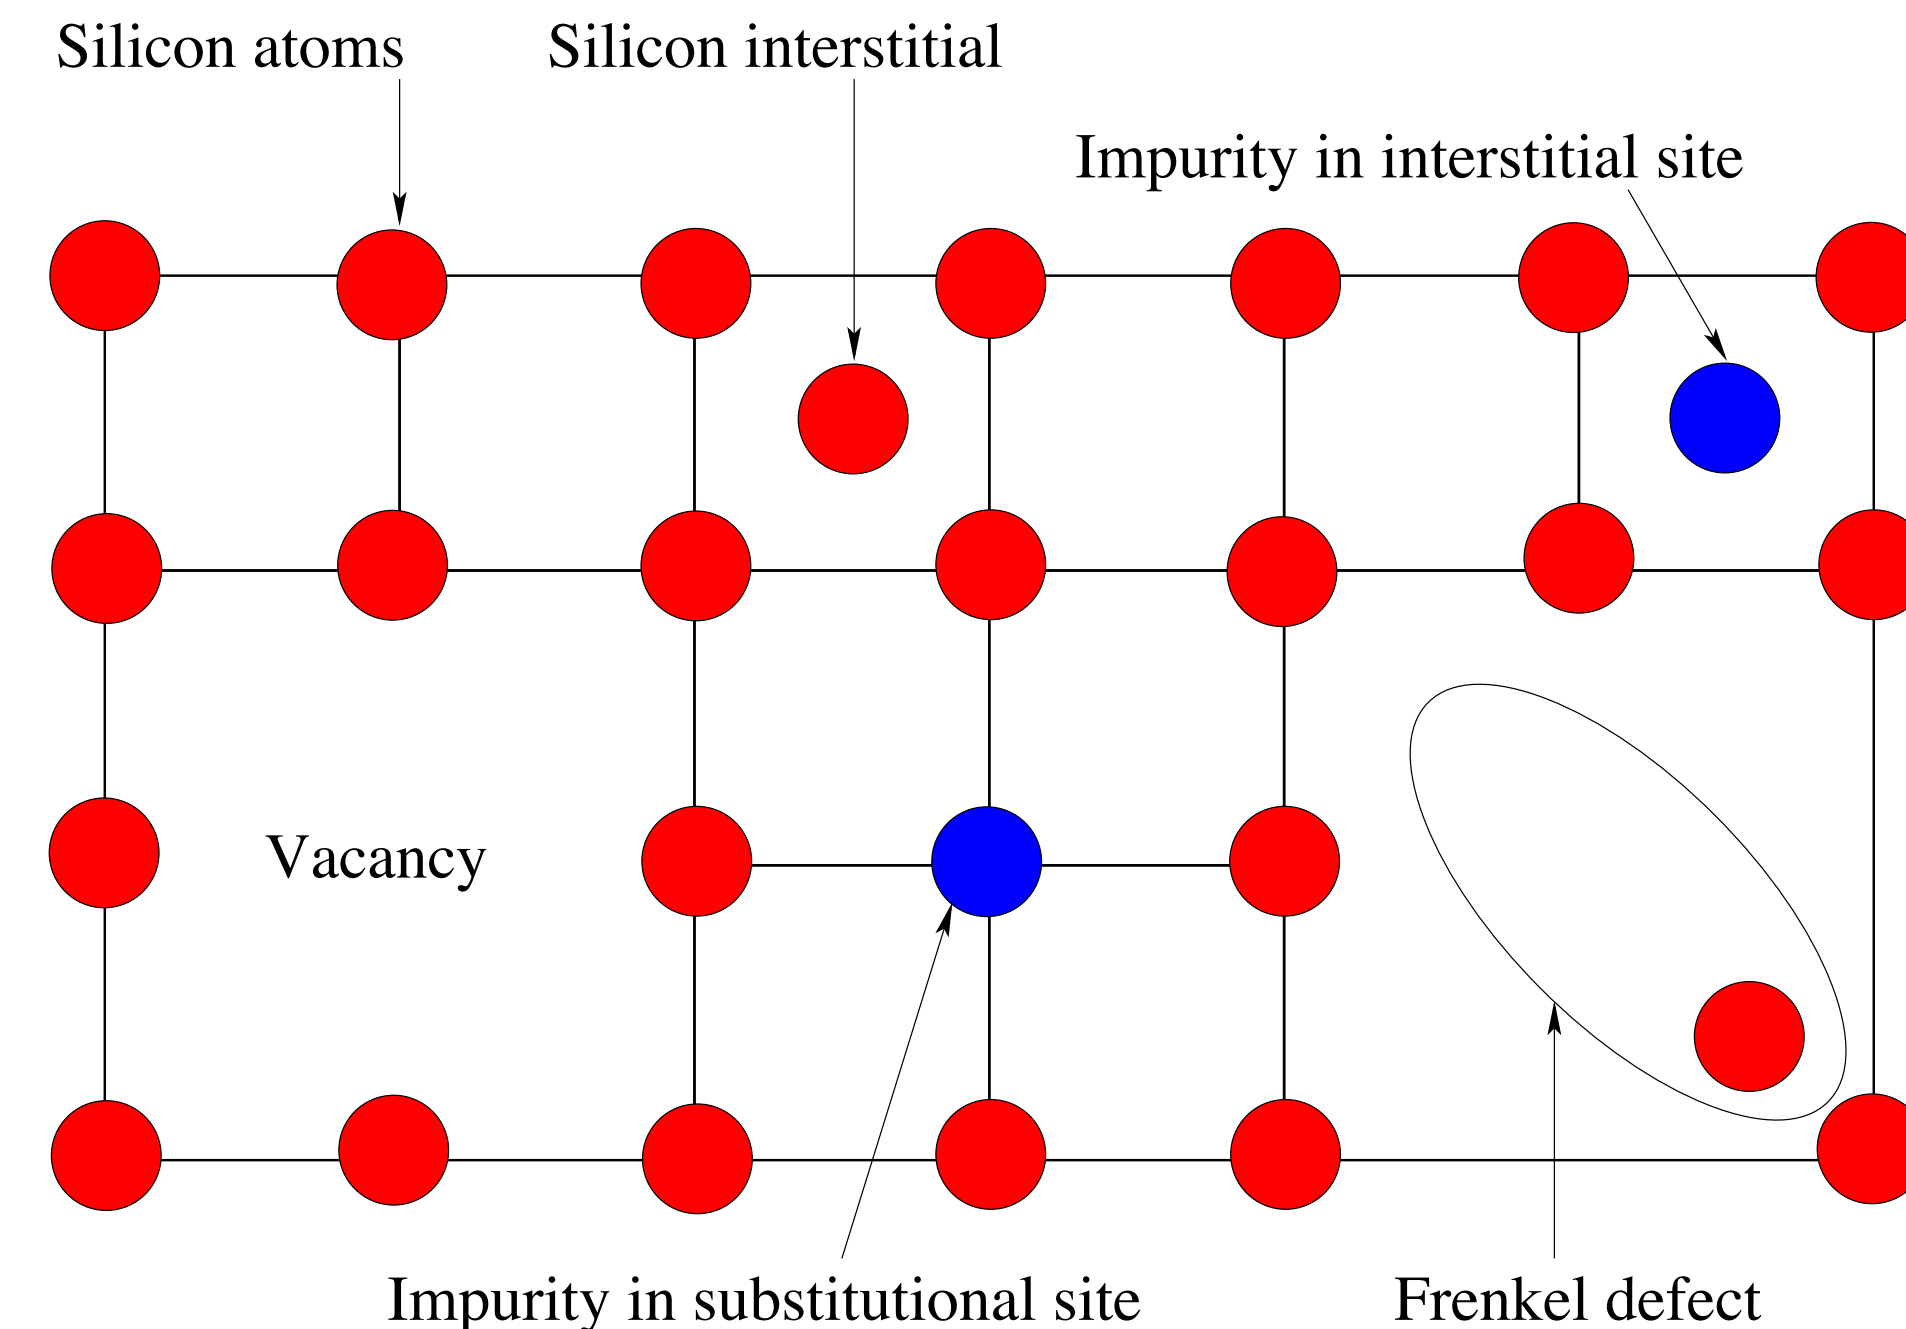 Silicon atoms
Silicon interstitial
Impurity in interstitial site
Vacancy
Impurity in substitutional site
Frenkel defect